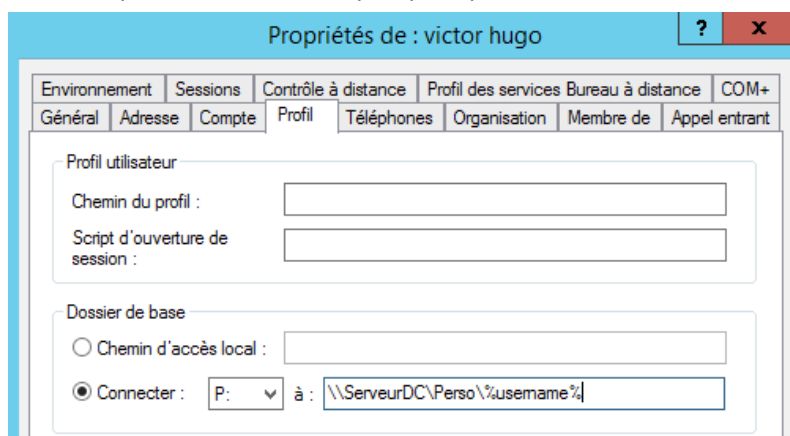 Propriétés de : victor hugo ? x
Environnement Sessions Contrôle à distance Profil des services Bureau à distance COM+
Général Adresse Compte Profil Téléphones Organisation Membre de Appel entrant
Profil utilisateur
Chemin du profil :
Script d'ouverture de
session :
Dossier de base
Chemin d'accès local :
Connecter : P: à : \\ServeurDC\Perso\%username%